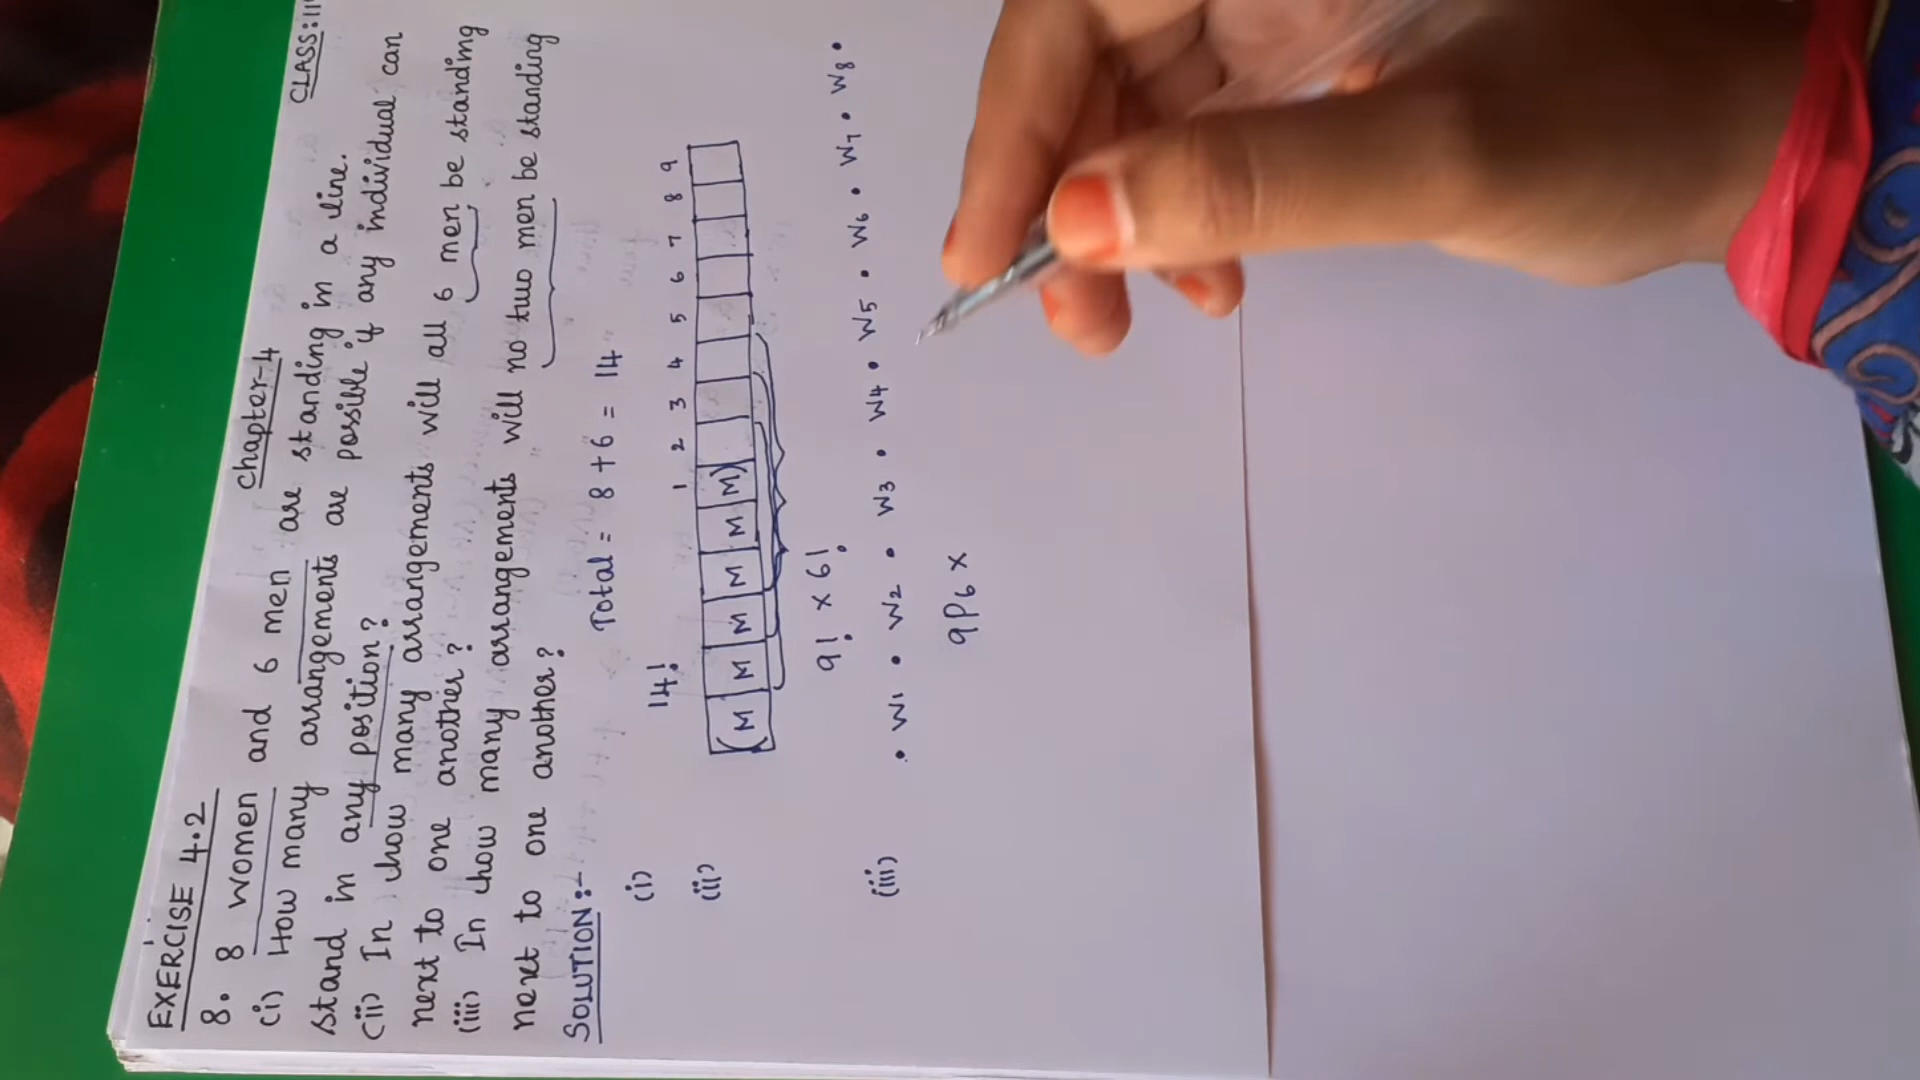 CLASS:11
Chapter-4
EXERCISE 4.2
8. 8 women and 6 men are standing in a line.
(i) How many arrangements are possible if any individual can
stand in any position?
(ii) In how many arrangements will all 6 men be standing
next to one another?
(iii) In how many arrangements will no two men be standing
next to one another?
SOLUTION:-
Total = 8 + 6 = 14
(i) 14!
1 2 3 4 5 6 7 8 9
(ii) (M M M M M M)
9! × 6!
(iii) • W1 • W2 • W3 • W4 • W5 • W6 • W7 • W8 •
9P6 ×